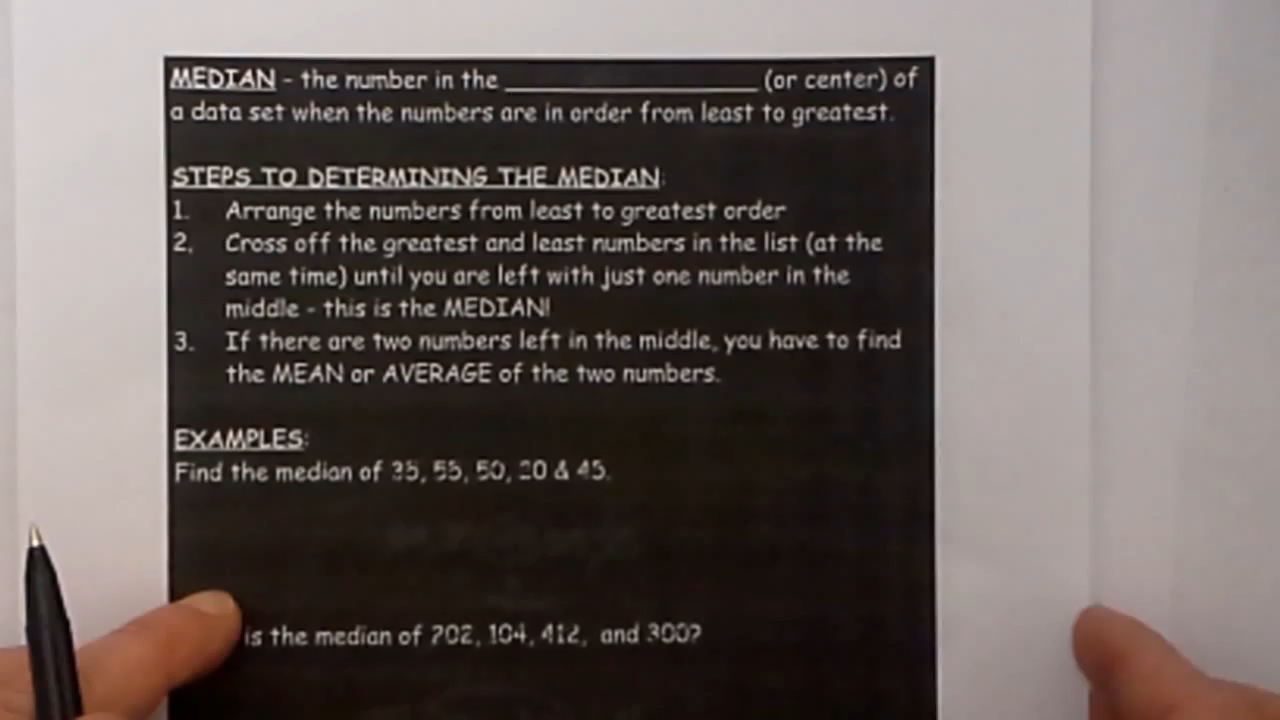 MEDIAN - the number in the ____________________ (or center) of
a data set when the numbers are in order from least to greatest.
STEPS TO DETERMINING THE MEDIAN:
1. Arrange the numbers from least to greatest order
2. Cross off the greatest and least numbers in the list (at the
same time) until you are left with just one number in the
middle - this is the MEDIAN!
3. If there are two numbers left in the middle, you have to find
the MEAN or AVERAGE of the two numbers.
EXAMPLES:
Find the median of 35, 55, 50, 20 & 45.
is the median of 202, 104, 412, and 300?